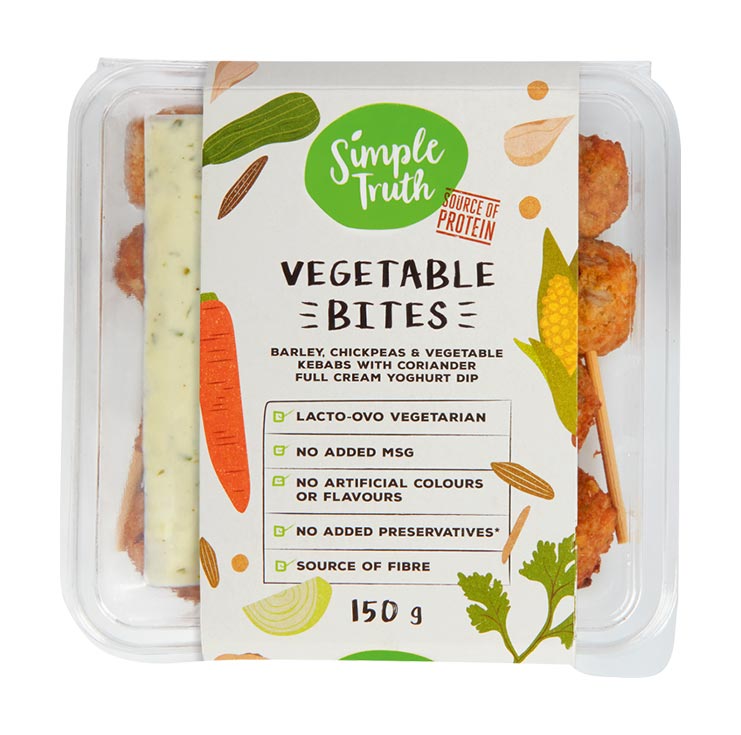 Simple
Truth
SOURCE OF
PROTEIN
VEGETABLE
BITES
BARLEY, CHICKPEAS & VEGETABLE
KEBABS WITH CORIANDER
FULL CREAM YOGHURT DIP
LACTO-OVO VEGETARIAN
NO ADDED MSG
NO ARTIFICIAL COLOURS
OR FLAVOURS
NO ADDED PRESERVATIVES*
SOURCE OF FIBRE
150 g